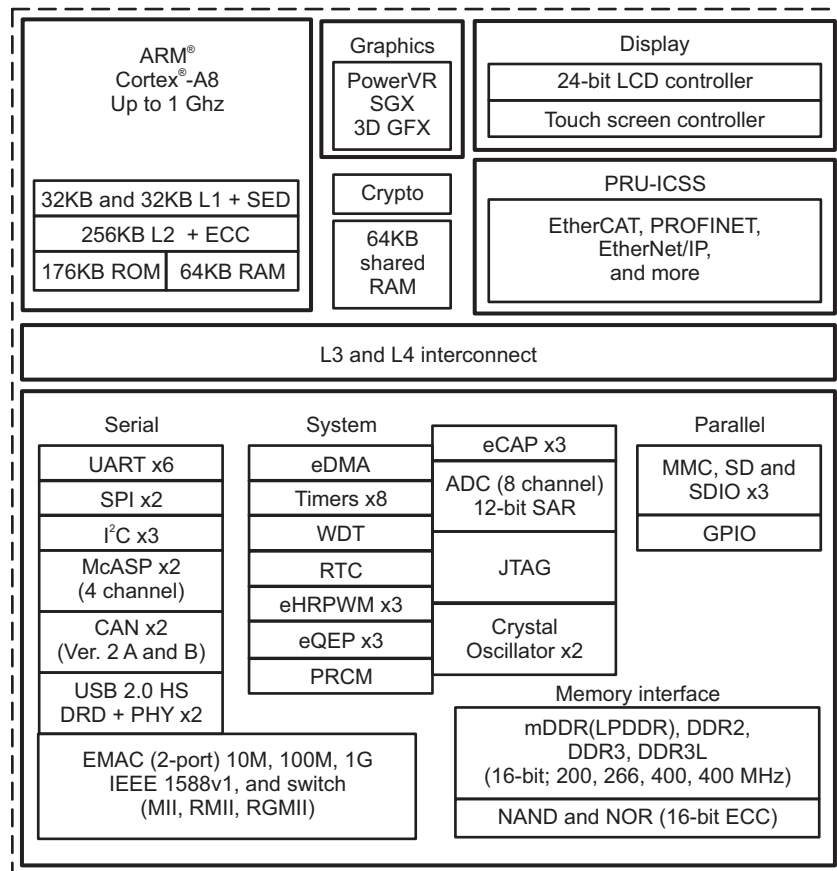 ARM®
Cortex®-A8
Up to 1 Ghz
32KB and 32KB L1 + SED
256KB L2 + ECC
176KB ROM
64KB RAM
Graphics
PowerVR
SGX
3D GFX
Crypto
64KB
shared
RAM
Display
24-bit LCD controller
Touch screen controller
PRU-ICSS
EtherCAT, PROFINET,
EtherNet/IP,
and more
L3 and L4 interconnect
Serial
UART x6
SPI x2
I²C x3
McASP x2
(4 channel)
CAN x2
(Ver. 2 A and B)
USB 2.0 HS
DRD + PHY x2
EMAC (2-port) 10M, 100M, 1G
IEEE 1588v1, and switch
(MII, RMII, RGMII)
System
eDMA
Timers x8
WDT
RTC
eHRPWM x3
eQEP x3
PRCM
eCAP x3
ADC (8 channel)
12-bit SAR
JTAG
Crystal
Oscillator x2
Parallel
MMC, SD and
SDIO x3
GPIO
Memory interface
mDDR(LPDDR), DDR2,
DDR3, DDR3L
(16-bit; 200, 266, 400, 400 MHz)
NAND and NOR (16-bit ECC)